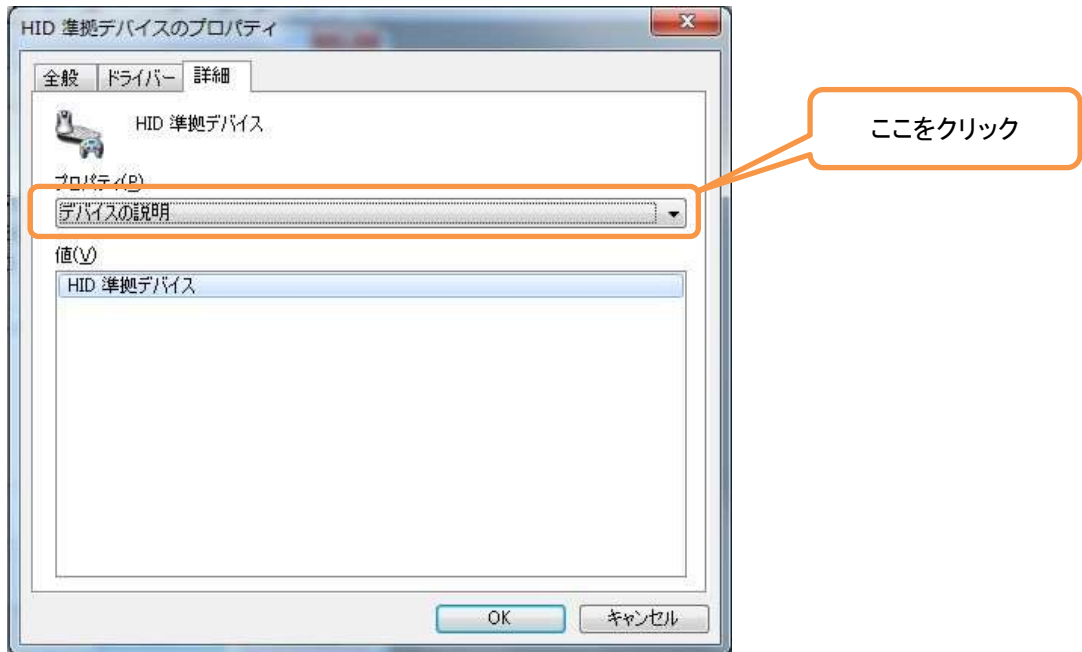 HID 準拠デバイスのプロパティ
全般 ドライバー 詳細
HID 準拠デバイス
ここをクリック
プロパティ(P)
デバイスの説明
値(V)
HID 準拠デバイス
OK キャンセル